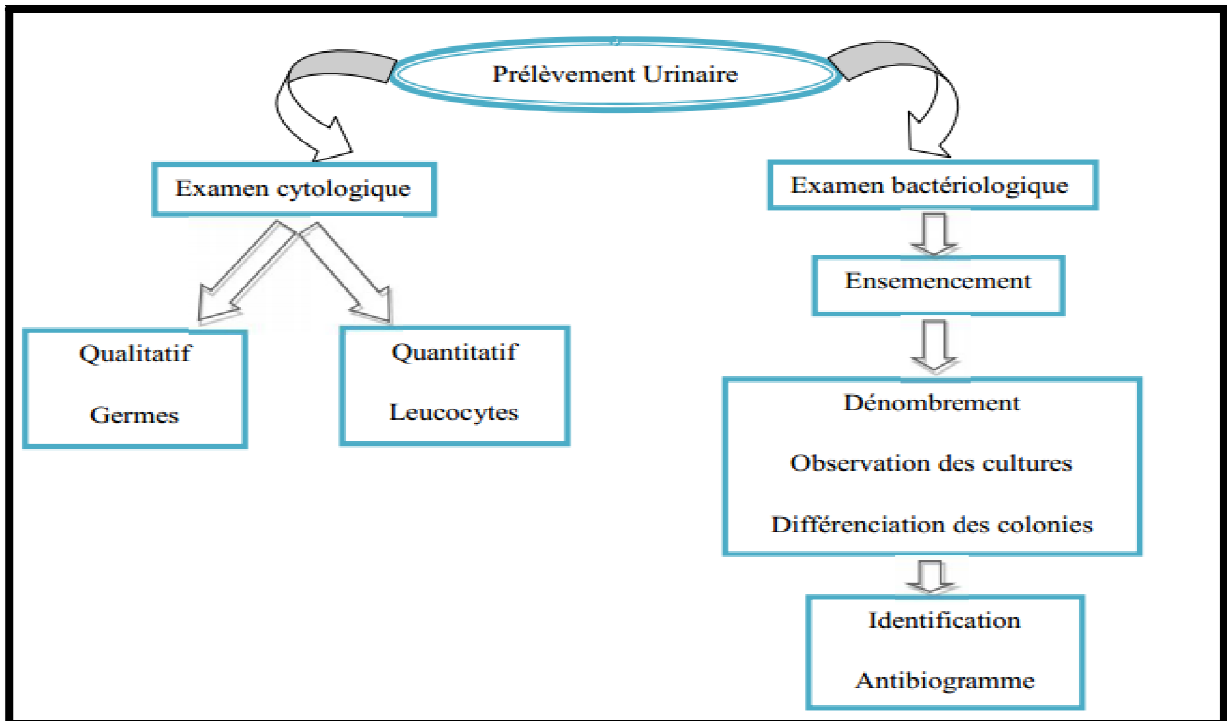 Prélèvement Urinaire
Examen cytologique
Qualitatif
Germes
Quantitatif
Leucocytes
Examen bactériologique
Ensemencement
Dénombrement
Observation des cultures
Différenciation des colonies
Identification
Antibiogramme